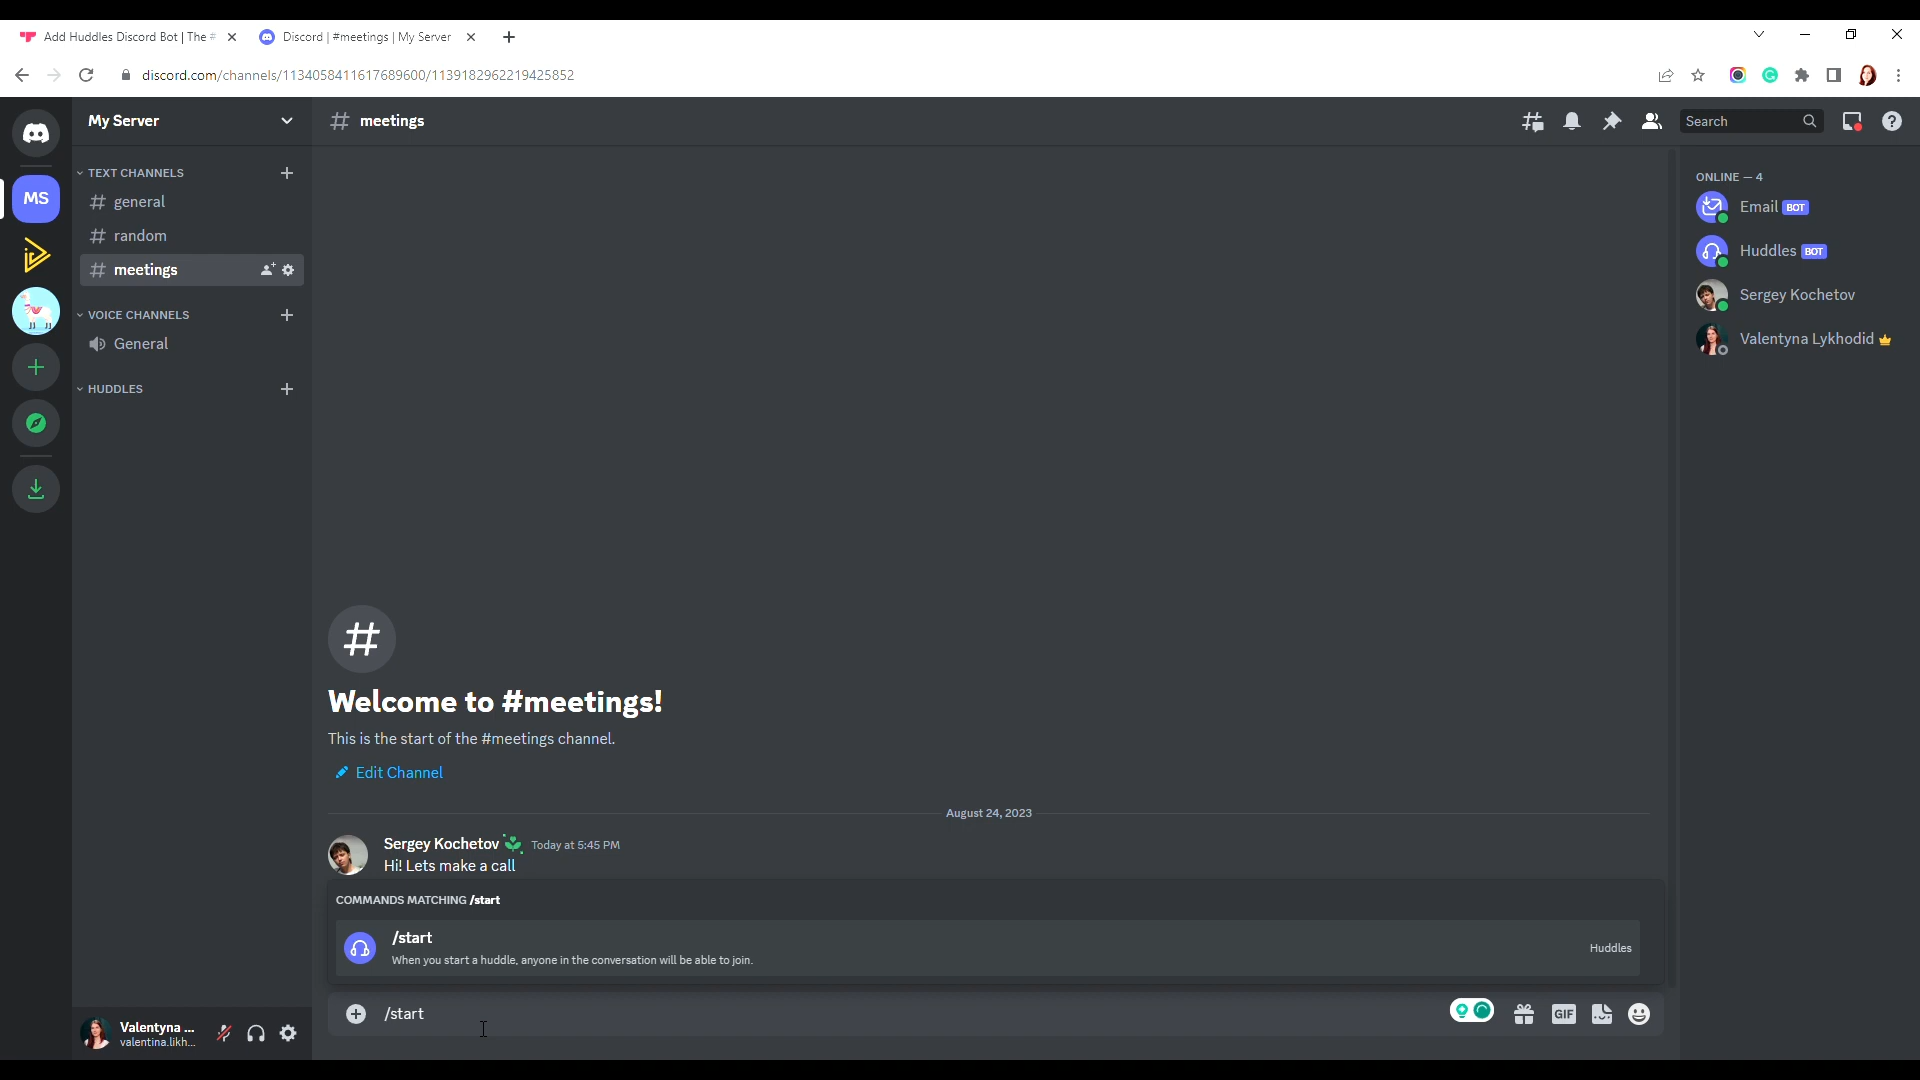 Add Huddles Discord Bot | The #
Discord | #meetings | My Server
discord.com/channels/1134058411617689600/1139182962219425852
My Server
meetings
Search
MS
TEXT CHANNELS
general
random
meetings
VOICE CHANNELS
General
HUDDLES
ONLINE — 4
Email BOT
Huddles BOT
Sergey Kochetov
Valentyna Lykhodid
Welcome to #meetings!
This is the start of the #meetings channel.
Edit Channel
August 24, 2023
Sergey Kochetov Today at 5:45 PM
Hi! Lets make a call
COMMANDS MATCHING /start
/start
When you start a huddle, anyone in the conversation will be able to join.
Huddles
/start
GIF
Valentyna ...
valentina.likh...